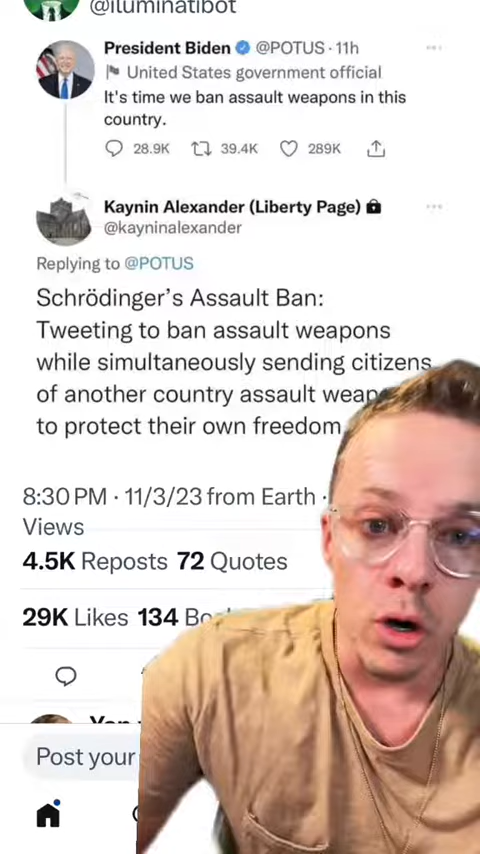 @iluminatibot
President Biden @POTUS · 11h
United States government official
It's time we ban assault weapons in this
country.
28.9K 39.4K 289K
Kaynin Alexander (Liberty Page)
@kayninalexander
Replying to @POTUS
Schrödinger's Assault Ban:
Tweeting to ban assault weapons
while simultaneously sending citizens
of another country assault
to protect their own freedom
8:30 PM · 11/3/23 from Earth ·
Views
4.5K Reposts 72 Quotes
29K Likes 134
Post your